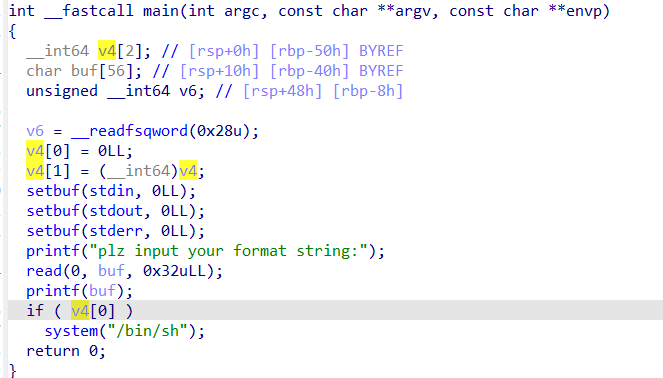 int __fastcall main(int argc, const char **argv, const char **envp)
{
__int64 v4[2]; // [rsp+0h] [rbp-50h] BYREF
char buf[56]; // [rsp+10h] [rbp-40h] BYREF
unsigned __int64 v6; // [rsp+48h] [rbp-8h]
v6 = __readfsqword(0x28u);
v4[0] = 0LL;
v4[1] = (__int64)v4;
setbuf(stdin, 0LL);
setbuf(stdout, 0LL);
setbuf(stderr, 0LL);
printf("plz input your format string:");
read(0, buf, 0x32uLL);
printf(buf);
if ( v4[0] )
system("/bin/sh");
return 0;
}